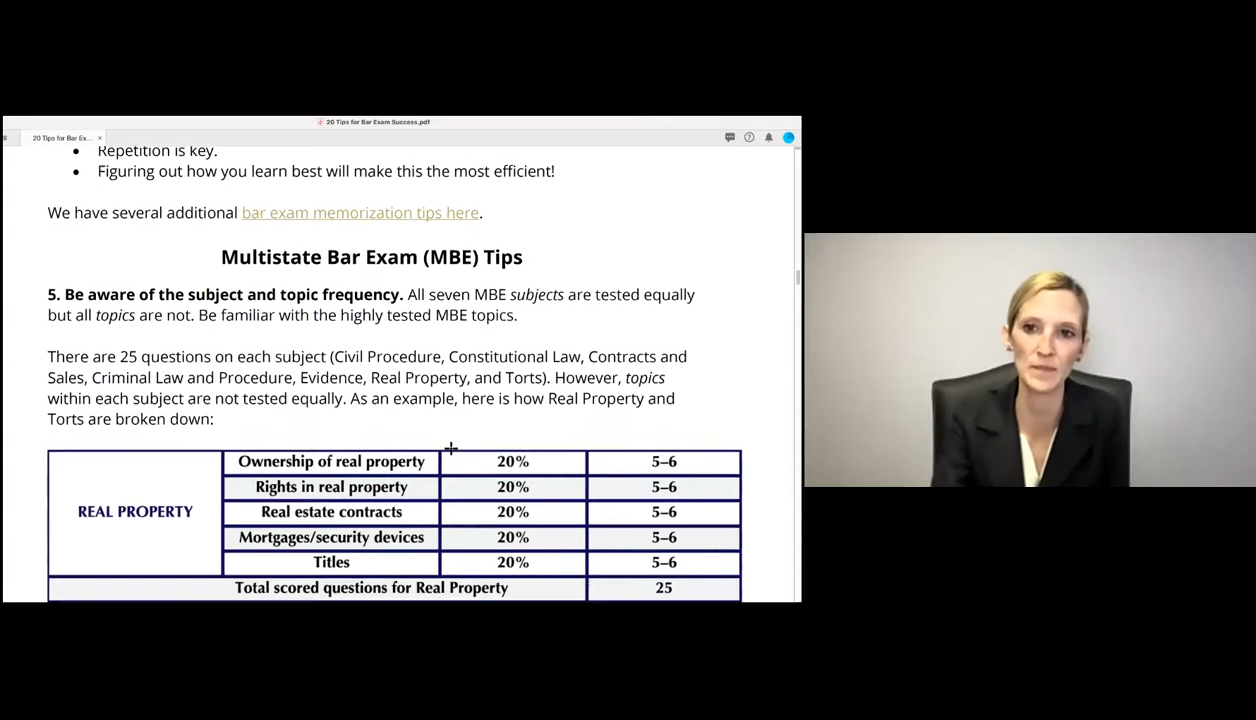 20 Tips for Bar Exam Success.pdf
s
20 Tips for Bar Ex... ×
• Repetition is key.
• Figuring out how you learn best will make this the most efficient!
We have several additional bar exam memorization tips here.
Multistate Bar Exam (MBE) Tips
5. Be aware of the subject and topic frequency. All seven MBE subjects are tested equally
but all topics are not. Be familiar with the highly tested MBE topics.
There are 25 questions on each subject (Civil Procedure, Constitutional Law, Contracts and
Sales, Criminal Law and Procedure, Evidence, Real Property, and Torts). However, topics
within each subject are not tested equally. As an example, here is how Real Property and
Torts are broken down:
Ownership of real property 20% 5–6
Rights in real property 20% 5–6
REAL PROPERTY Real estate contracts 20% 5–6
Mortgages/security devices 20% 5–6
Titles 20% 5–6
Total scored questions for Real Property 25